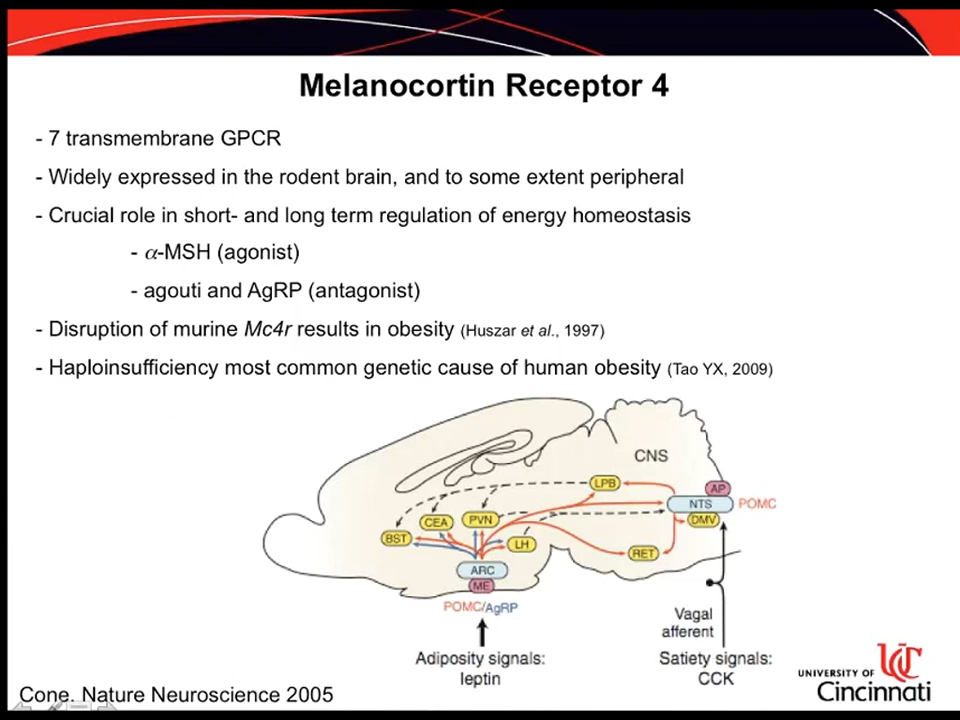 Melanocortin Receptor 4
- 7 transmembrane GPCR
- Widely expressed in the rodent brain, and to some extent peripheral
- Crucial role in short- and long term regulation of energy homeostasis
- α-MSH (agonist)
- agouti and AgRP (antagonist)
- Disruption of murine Mc4r results in obesity (Huszar et al., 1997)
- Haploinsufficiency most common genetic cause of human obesity (Tao YX, 2009)
CNS
LPB
AP
NTS
POMC
DMV
CEA
PVN
BST
LH
RET
ARC
ME
POMC/AgRP
Adiposity signals:
leptin
Vagal
afferent
Satiety signals:
CCK
Cone. Nature Neuroscience 2005
UC
UNIVERSITY OF
Cincinnati